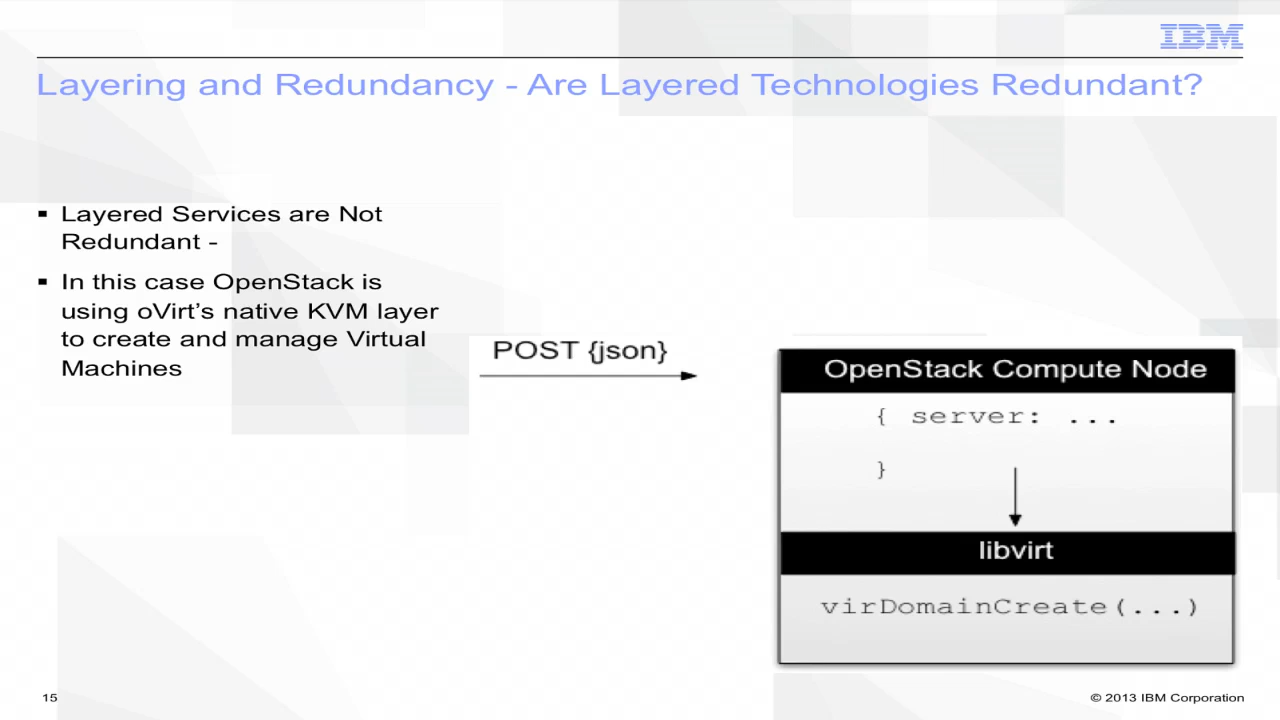 IBM
Layering and Redundancy - Are Layered Technologies Redundant?
▪ Layered Services are Not
Redundant -
▪ In this case OpenStack is
using oVirt’s native KVM layer
to create and manage Virtual
Machines
POST {json}
OpenStack Compute Node
{ server: ...
}
libvirt
virDomainCreate(...)
15
© 2013 IBM Corporation